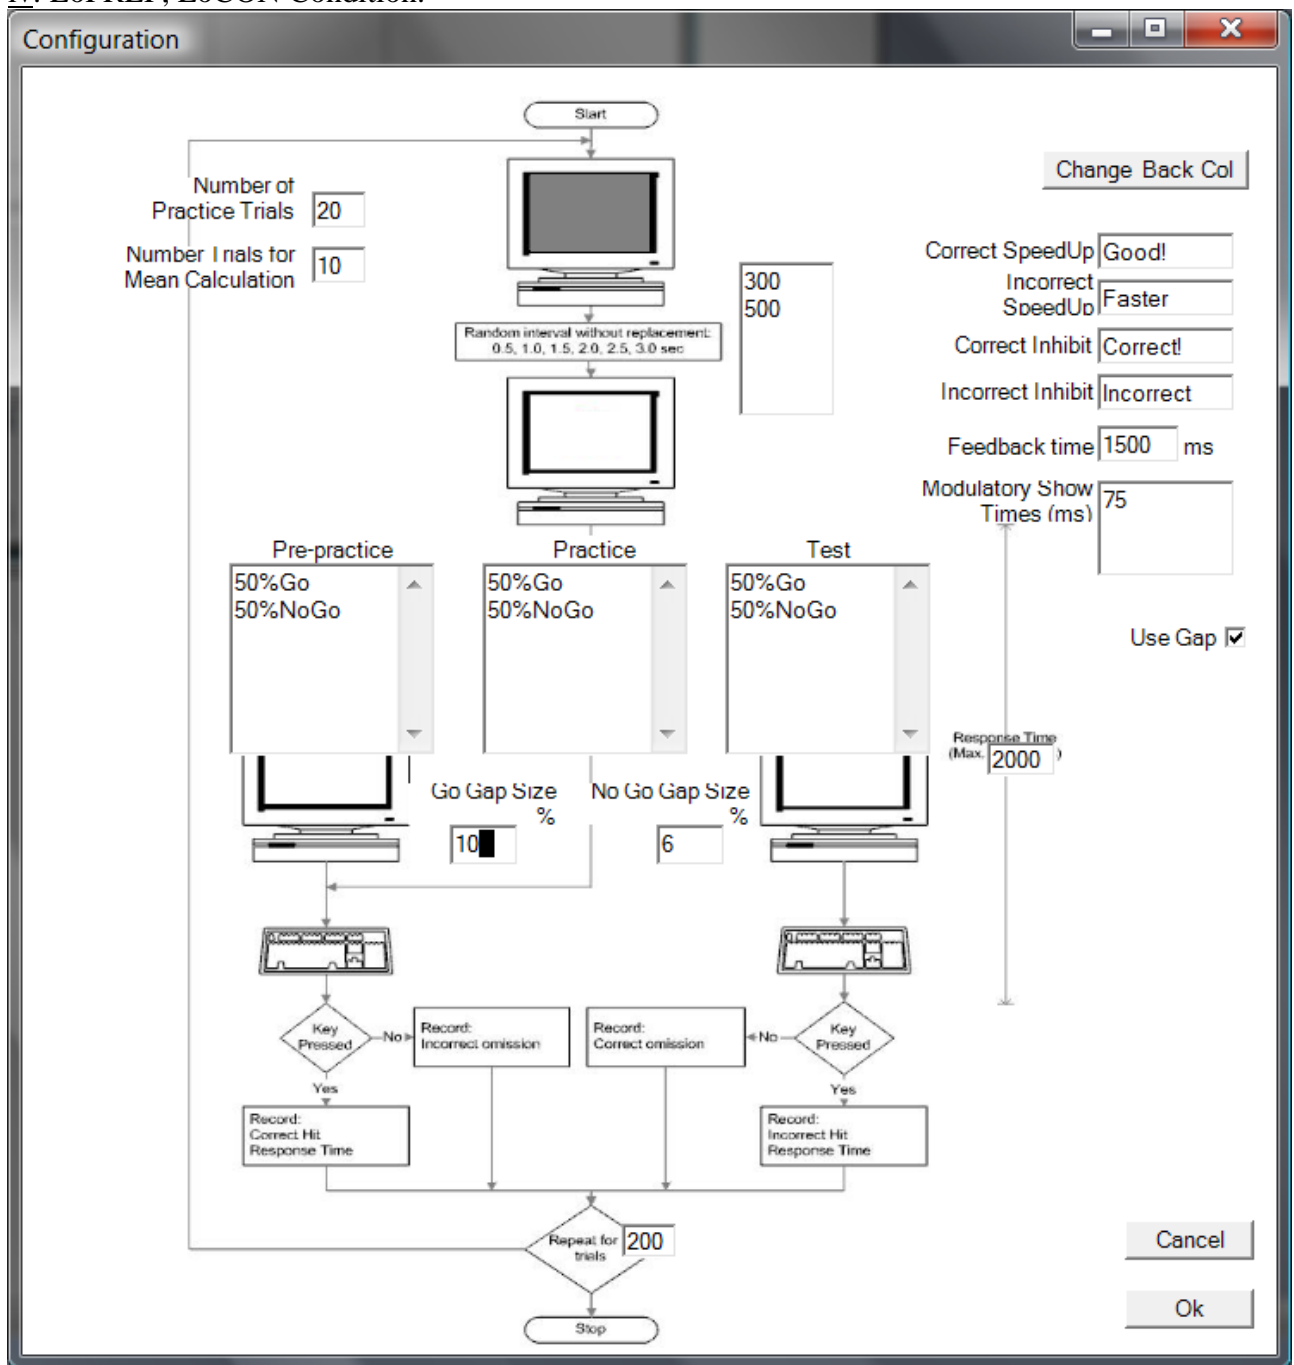 IV. LoPREP, LoCON Condition.
Configuration
Start
Change Back Col
Number of
Practice Trials 20
Number Trials for
Mean Calculation 10
300
500
Random interval without replacement:
0.5, 1.0, 1.5, 2.0, 2.5, 3.0 sec
Correct SpeedUp Good!
Incorrect
SpeedUp Faster
Correct Inhibit Correct!
Incorrect Inhibit Incorrect
Feedback time 1500 ms
Modulatory Show
Times (ms) 75
Use Gap
Pre-practice
50%Go
50%NoGo
Practice
50%Go
50%NoGo
Test
50%Go
50%NoGo
Response Time
(Max. 2000 )
Go Gap Size
%
10
No Go Gap Size
%
6
Key
Pressed
No
Record:
Incorrect omission
Record:
Correct omission
No
Key
Pressed
Yes
Yes
Record:
Correct Hit
Response Time
Record:
Incorrect Hit
Response Time
Repeat for 200
trials
Stop
Cancel
Ok